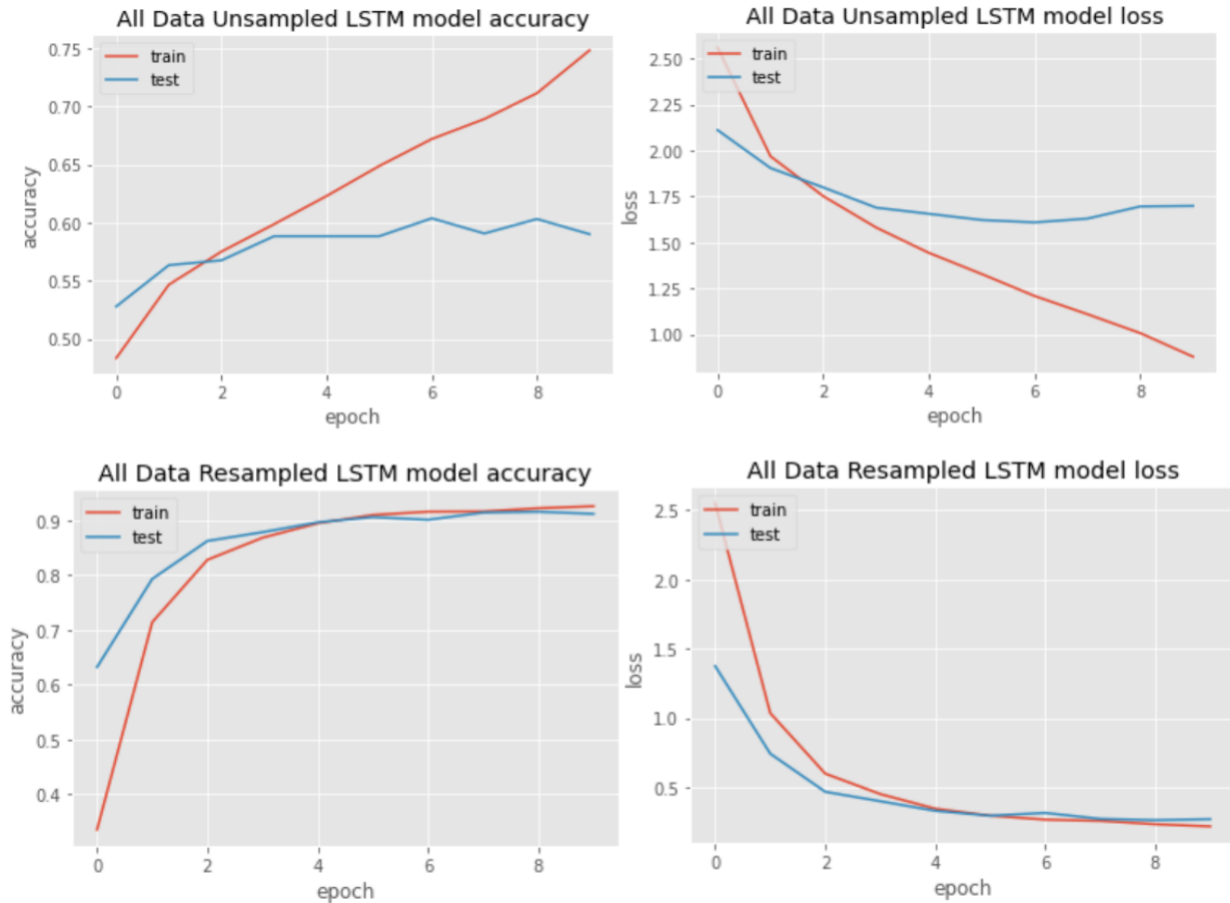 All Data Unsampled LSTM model accuracy
train
test
0.75
0.70
0.65
0.60
0.55
0.50
accuracy
0 2 4 6 8
epoch
All Data Unsampled LSTM model loss
train
test
2.50
2.25
2.00
1.75
1.50
1.25
1.00
loss
0 2 4 6 8
epoch
All Data Resampled LSTM model accuracy
train
test
0.9
0.8
0.7
0.6
0.5
0.4
accuracy
0 2 4 6 8
epoch
All Data Resampled LSTM model loss
train
test
2.5
2.0
1.5
1.0
0.5
loss
0 2 4 6 8
epoch